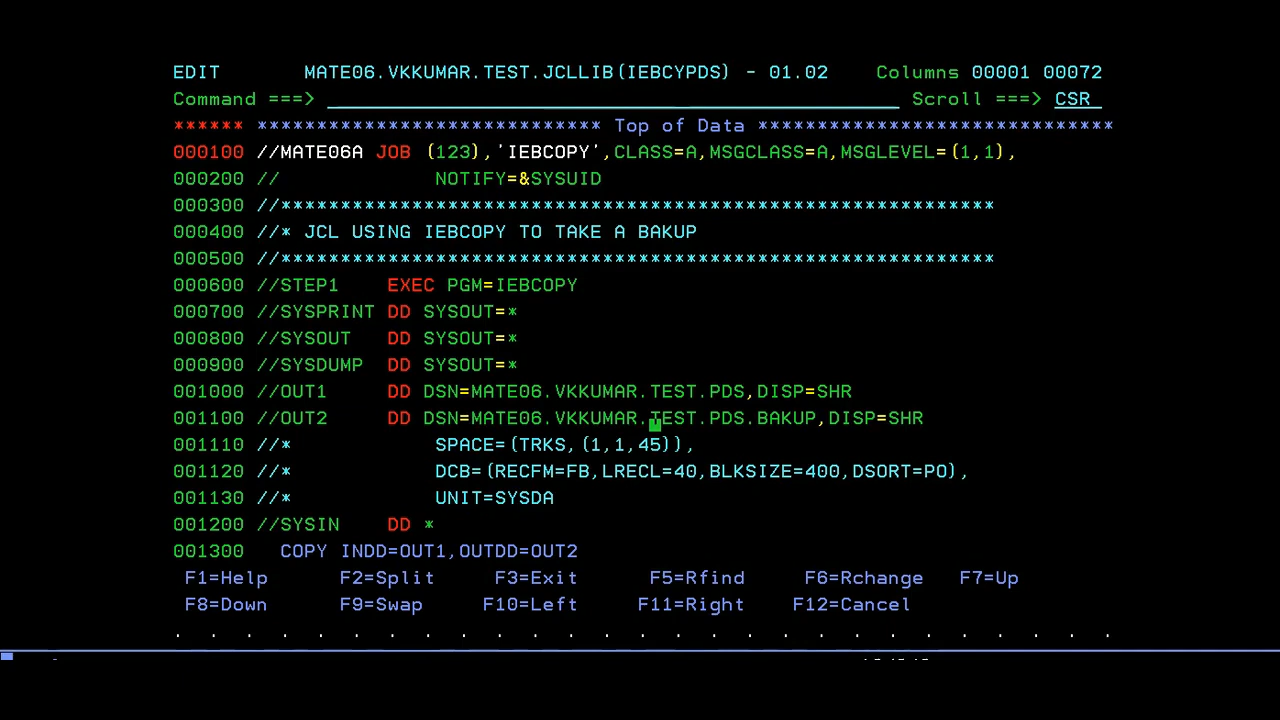 EDIT MATE06.VKKUMAR.TEST.JCLLIB(IEBCYPDS) - 01.02 Columns 00001 00072
Command ===> Scroll ===> CSR
****** ***************************** Top of Data ******************************
000100 //MATE06A JOB (123),'IEBCOPY',CLASS=A,MSGCLASS=A,MSGLEVEL=(1,1),
000200 // NOTIFY=&SYSUID
000300 //************************************************************
000400 //* JCL USING IEBCOPY TO TAKE A BAKUP
000500 //************************************************************
000600 //STEP1 EXEC PGM=IEBCOPY
000700 //SYSPRINT DD SYSOUT=*
000800 //SYSOUT DD SYSOUT=*
000900 //SYSDUMP DD SYSOUT=*
001000 //OUT1 DD DSN=MATE06.VKKUMAR.TEST.PDS,DISP=SHR
001100 //OUT2 DD DSN=MATE06.VKKUMAR.TEST.PDS.BAKUP,DISP=SHR
001110 //* SPACE=(TRKS,(1,1,45)),
001120 //* DCB=(RECFM=FB,LRECL=40,BLKSIZE=400,DSORT=PO),
001130 //* UNIT=SYSDA
001200 //SYSIN DD *
001300 COPY INDD=OUT1,OUTDD=OUT2
F1=Help F2=Split F3=Exit F5=Rfind F6=Rchange F7=Up
F8=Down F9=Swap F10=Left F11=Right F12=Cancel